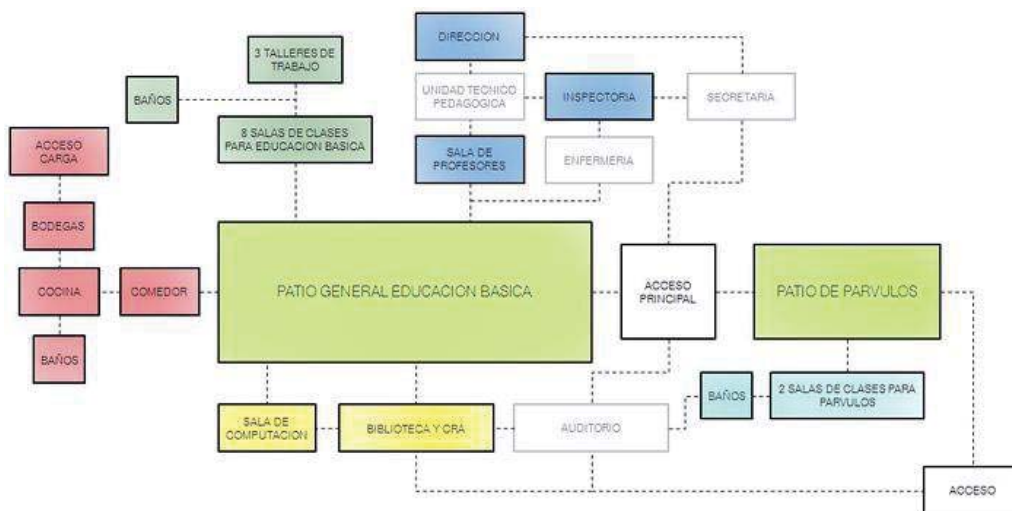 DIRECCION
3 TALLERES DE
TRABAJO
BAÑOS
UNIDAD TECNICO
PEDAGOGICA
INSPECTORIA
SECRETARIA
8 SALAS DE CLASES
PARA EDUCACION BASICA
ACCESO
CARGA
SALA DE
PROFESORES
ENFERMERIA
BODEGAS
COCINA
COMEDOR
PATIO GENERAL EDUCACION BASICA
ACCESO
PRINCIPAL
PATIO DE PARVULOS
BAÑOS
SALA DE
COMPUTACION
BIBLIOTECA Y CRA
AUDITORIO
BAÑOS
2 SALAS DE CLASES PARA
PARVULOS
ACCESO